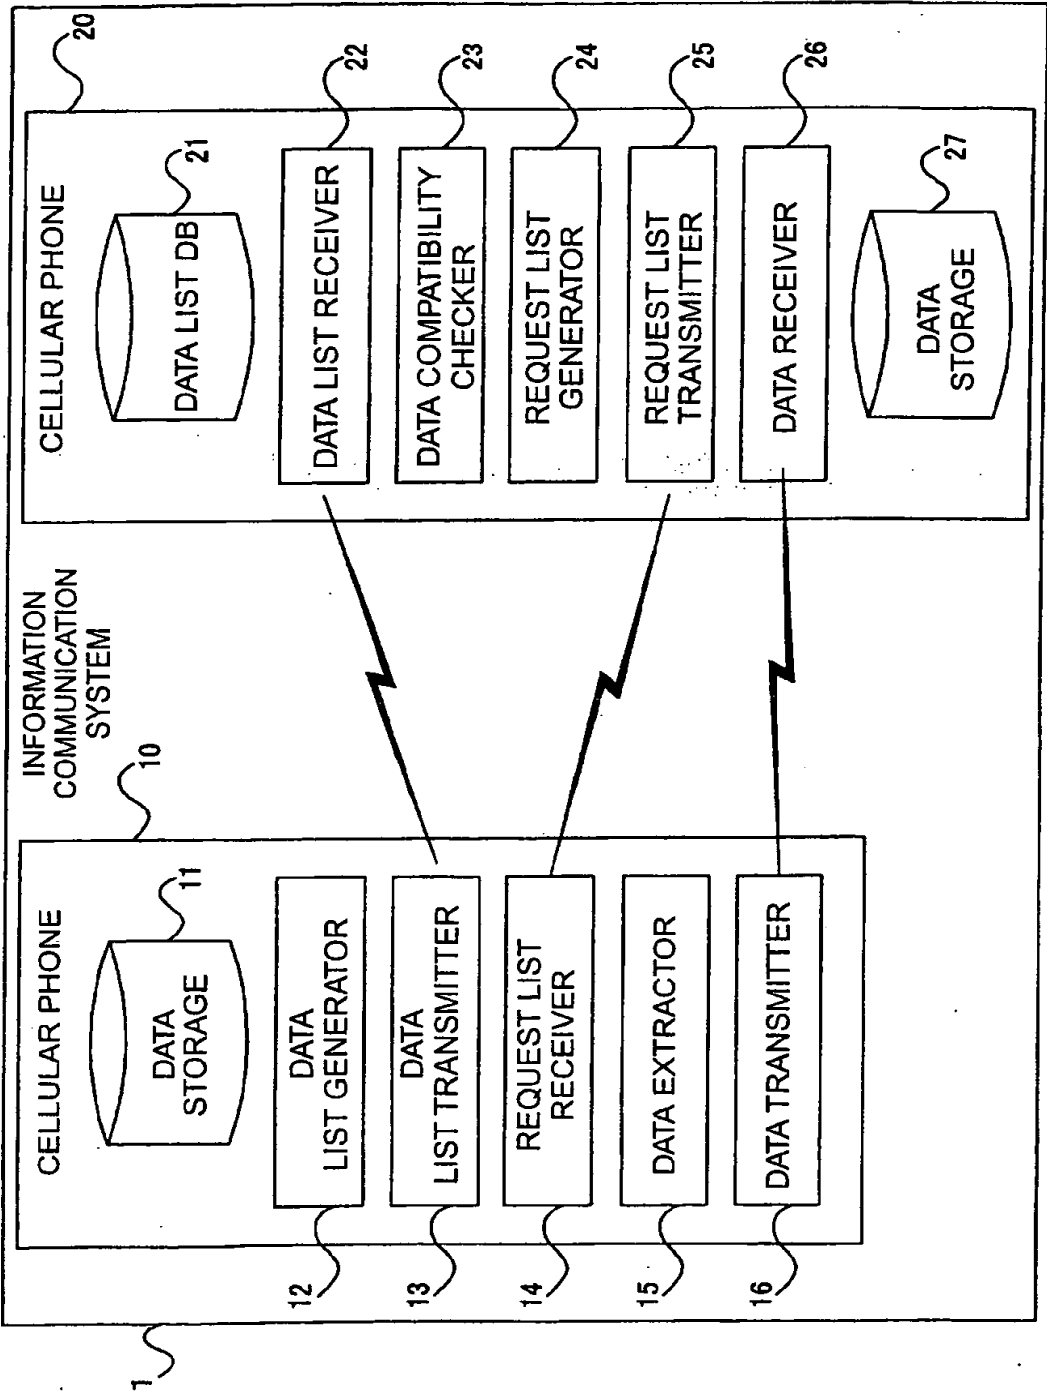 1
INFORMATION
COMMUNICATION
SYSTEM
10
CELLULAR PHONE
11
DATA
STORAGE
12
DATA
LIST GENERATOR
13
DATA
LIST TRANSMITTER
14
REQUEST LIST
RECEIVER
15
DATA EXTRACTOR
16
DATA TRANSMITTER
20
CELLULAR PHONE
21
DATA LIST DB
22
DATA LIST RECEIVER
23
DATA COMPATIBILITY
CHECKER
24
REQUEST LIST
GENERATOR
25
REQUEST LIST
TRANSMITTER
26
DATA RECEIVER
27
DATA
STORAGE